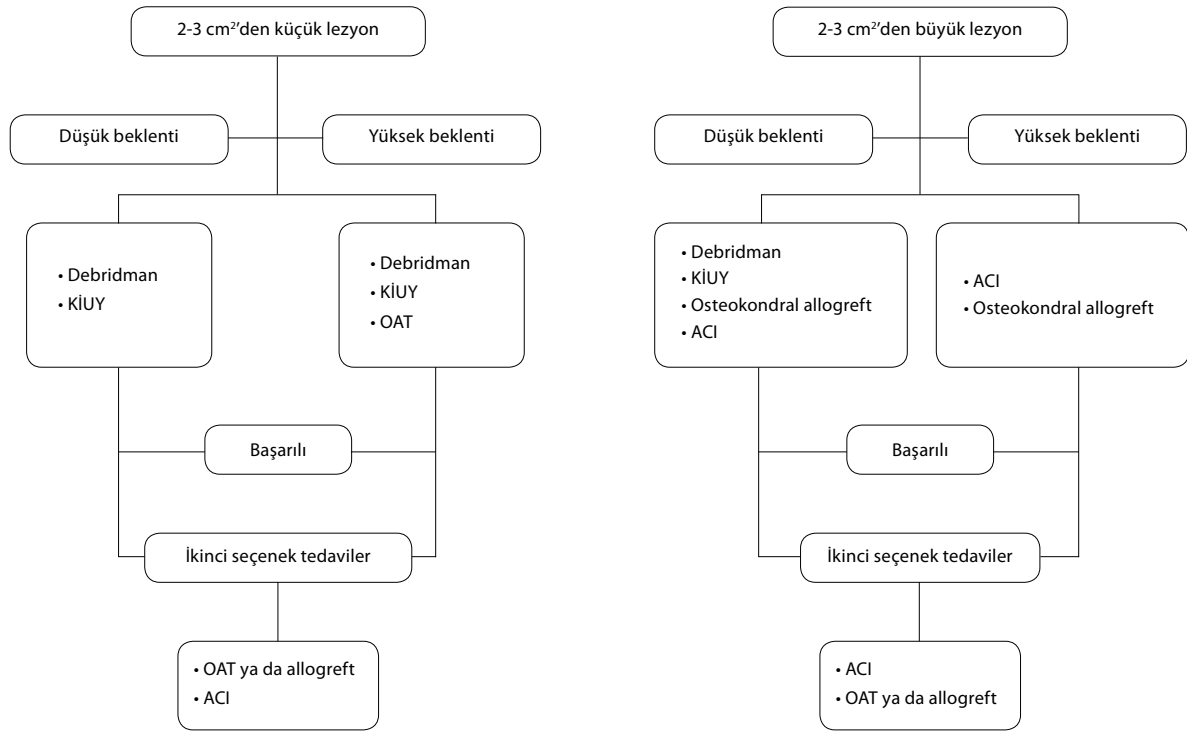 2-3 cm²'den küçük lezyon
Düşük beklenti
Yüksek beklenti
• Debridman
• KİUY
• Debridman
• KİUY
• OAT
Başarılı
İkinci seçenek tedaviler
• OAT ya da allogreft
• ACI
2-3 cm²'den büyük lezyon
Düşük beklenti
Yüksek beklenti
• Debridman
• KİUY
• Osteokondral allogreft
• ACI
• ACI
• Osteokondral allogreft
Başarılı
İkinci seçenek tedaviler
• ACI
• OAT ya da allogreft